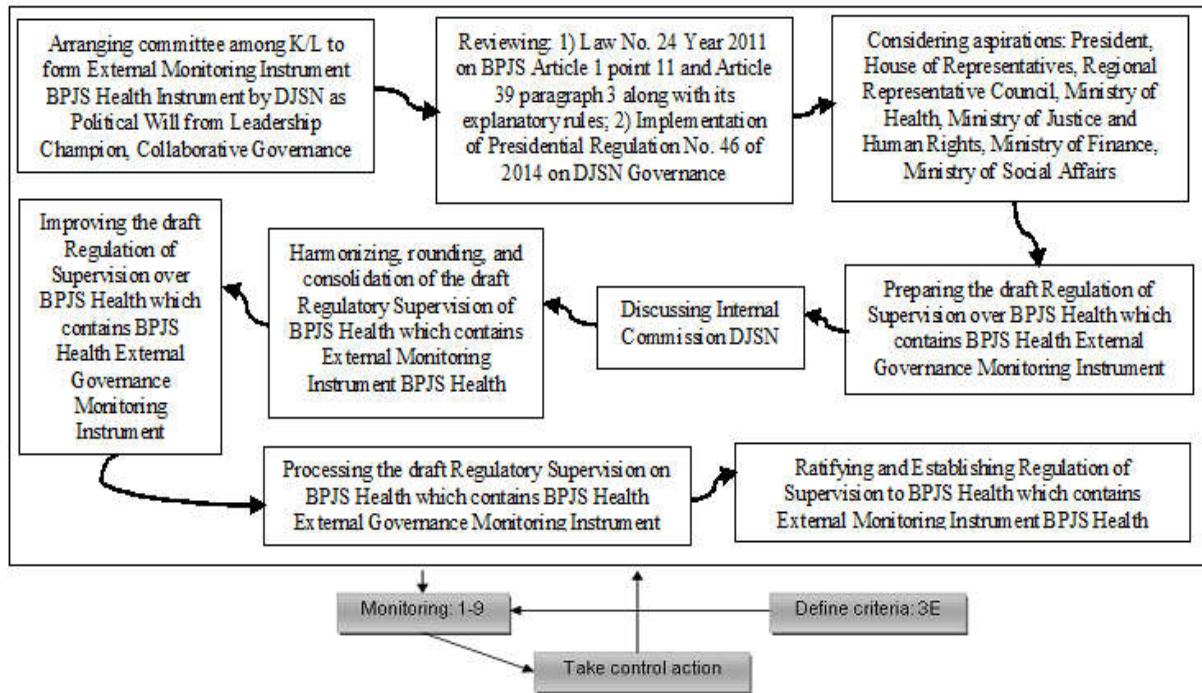 Arranging committee among K/L to
form External Monitoring Instrument
BPJS Health Instrument by DJSN as
Political Will from Leadership
Champion, Collaborative Governance
Reviewing: 1) Law No. 24 Year 2011
on BPJS Article 1 point 11 and Article
39 paragraph 3 along with its
explanatory rules; 2) Implementation
of Presidential Regulation No. 46 of
2014 on DJSN Governance
Considering aspirations: President,
House of Representatives, Regional
Representative Council, Ministry of
Health, Ministry of Justice and
Human Rights, Ministry of Finance,
Ministry of Social Affairs
Preparing the draft Regulation of
Supervision over BPJS Health which
contains BPJS Health External
Governance Monitoring Instrument
Discussing Internal
Commission DJSN
Harmonizing, rounding, and
consolidation of the draft
Regulatory Supervision of
BPJS Health which contains
External Monitoring
Instrument BPJS Health
Improving the draft
Regulation of
Supervision over
BPJS Health which
contains BPJS
Health External
Governance
Monitoring
Instrument
Processing the draft Regulatory Supervision on
BPJS Health which contains BPJS Health
External Governance Monitoring Instrument
Ratifying and Establishing Regulation of
Supervision to BPJS Health which contains
External Monitoring Instrument BPJS Health
Monitoring: 1-9
Define criteria: 3E
Take control action